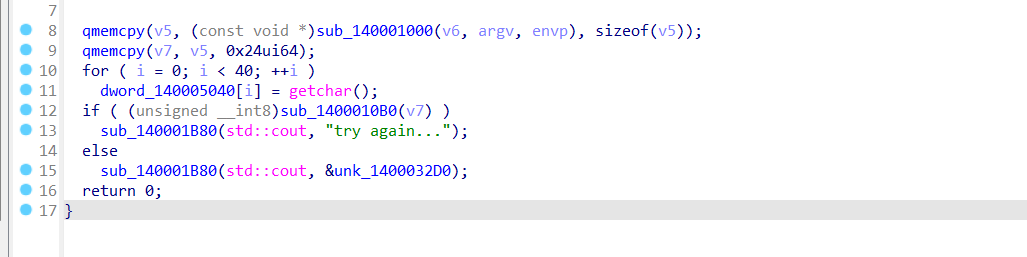 7
8 qmemcpy(v5, (const void *)sub_140001000(v6, argv, envp), sizeof(v5));
9 qmemcpy(v7, v5, 0x24ui64);
10 for ( i = 0; i < 40; ++i )
11 dword_140005040[i] = getchar();
12 if ( (unsigned __int8)sub_1400010B0(v7) )
13 sub_140001B80(std::cout, "try again...");
14 else
15 sub_140001B80(std::cout, &unk_1400032D0);
16 return 0;
17 }